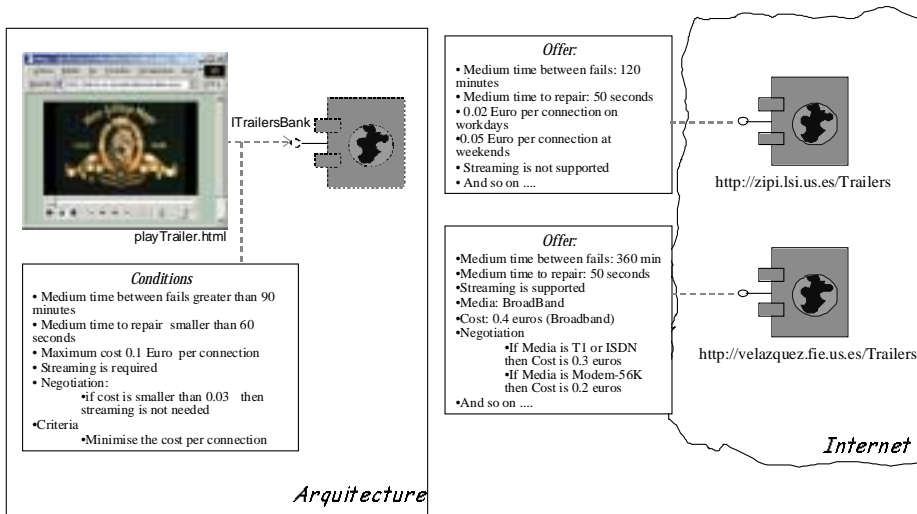 ITrailersBank
playTrailer.html
Conditions
• Medium time between fails greater than 90
minutes
• Medium time to repair smaller than 60
seconds
• Maximum cost 0.1 Euro per connection
• Streaming is required
• Negotiation:
•if cost is smaller than 0.03 then
streaming is not needed
•Criteria
•Minimise the cost per connection
Arquitecture
Offer:
• Medium time between fails: 120
minutes
• Medium time to repair: 50 seconds
• 0.02 Euro per connection on
workdays
•0.05 Euro per connection at
weekends
• Streaming is not supported
• And so on ....
http://zipi.lsi.us.es/Trailers
Offer:
•Medium time between fails: 360 min
•Medium time to repair: 50 seconds
•Streaming is supported
•Media: BroadBand
•Cost: 0.4 euros (Broadband)
•Negotiation
•If Media is T1 or ISDN
then Cost is 0.3 euros
•If Media is Modem-56K
then Cost is 0.2 euros
•And so on ....
http://velazquez.fie.us.es/Trailers
Internet